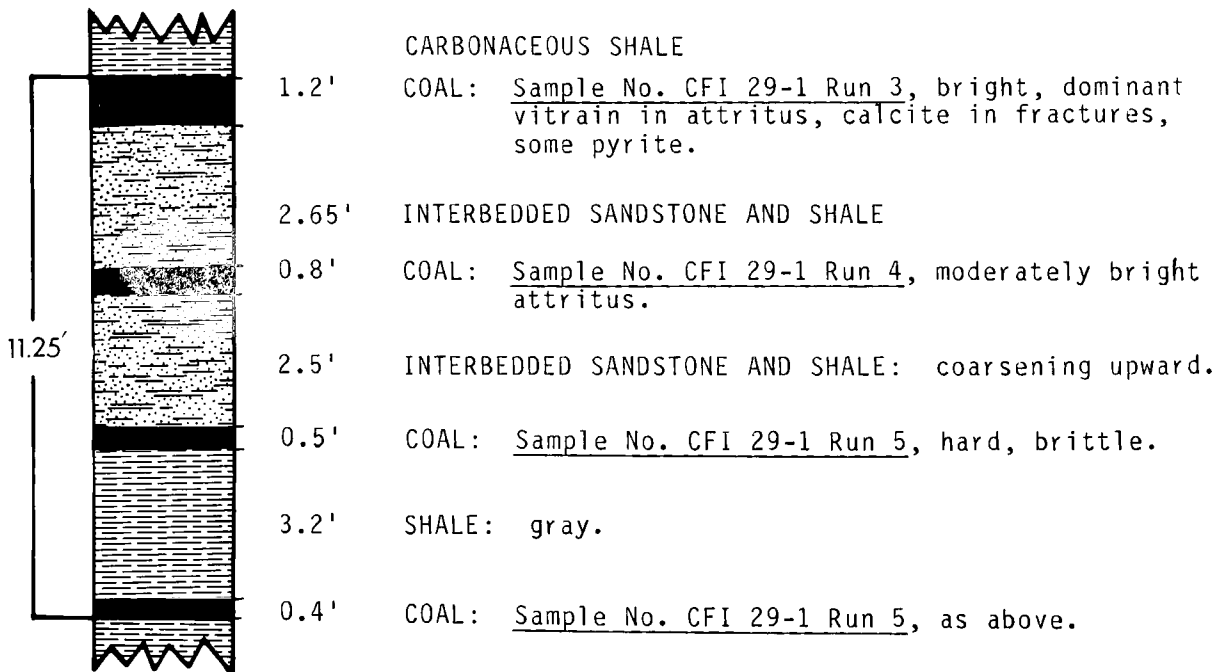 CARBONACEOUS SHALE
1.2' COAL: Sample No. CFI 29-1 Run 3, bright, dominant
vitrain in attritus, calcite in fractures,
some pyrite.
2.65' INTERBEDDED SANDSTONE AND SHALE
0.8' COAL: Sample No. CFI 29-1 Run 4, moderately bright
attritus.
11.25'
2.5' INTERBEDDED SANDSTONE AND SHALE: coarsening upward.
0.5' COAL: Sample No. CFI 29-1 Run 5, hard, brittle.
3.2' SHALE: gray.
0.4' COAL: Sample No. CFI 29-1 Run 5, as above.